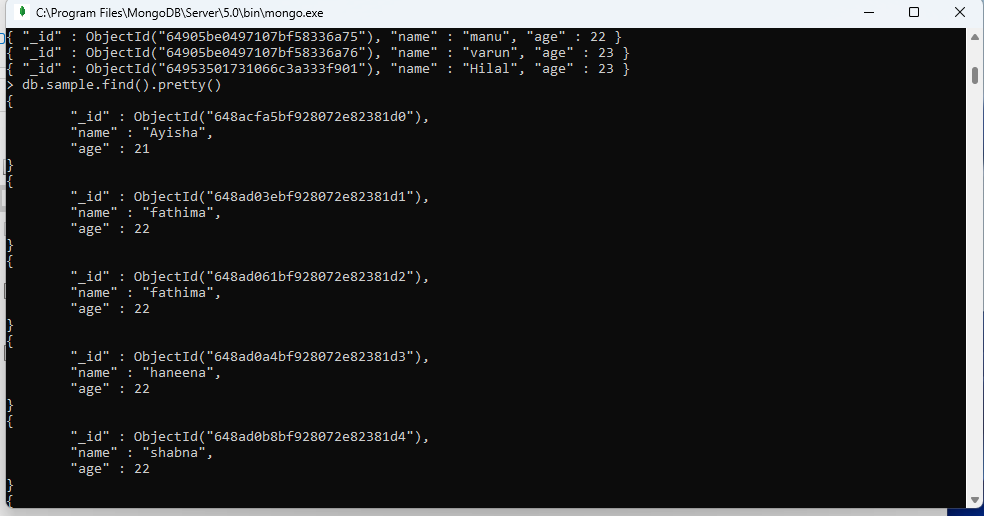 C:\Program Files\MongoDB\Server\5.0\bin\mongo.exe
{ "_id" : ObjectId("64905be0497107bf58336a75"), "name" : "manu", "age" : 22 }
{ "_id" : ObjectId("64905be0497107bf58336a76"), "name" : "varun", "age" : 23 }
{ "_id" : ObjectId("64953501731066c3a333f901"), "name" : "Hilal", "age" : 23 }
> db.sample.find().pretty()
{
        "_id" : ObjectId("648acfa5bf928072e82381d0"),
        "name" : "Ayisha",
        "age" : 21
}
{
        "_id" : ObjectId("648ad03ebf928072e82381d1"),
        "name" : "fathima",
        "age" : 22
}
{
        "_id" : ObjectId("648ad061bf928072e82381d2"),
        "name" : "fathima",
        "age" : 22
}
{
        "_id" : ObjectId("648ad0a4bf928072e82381d3"),
        "name" : "haneena",
        "age" : 22
}
{
        "_id" : ObjectId("648ad0b8bf928072e82381d4"),
        "name" : "shabna",
        "age" : 22
}
{